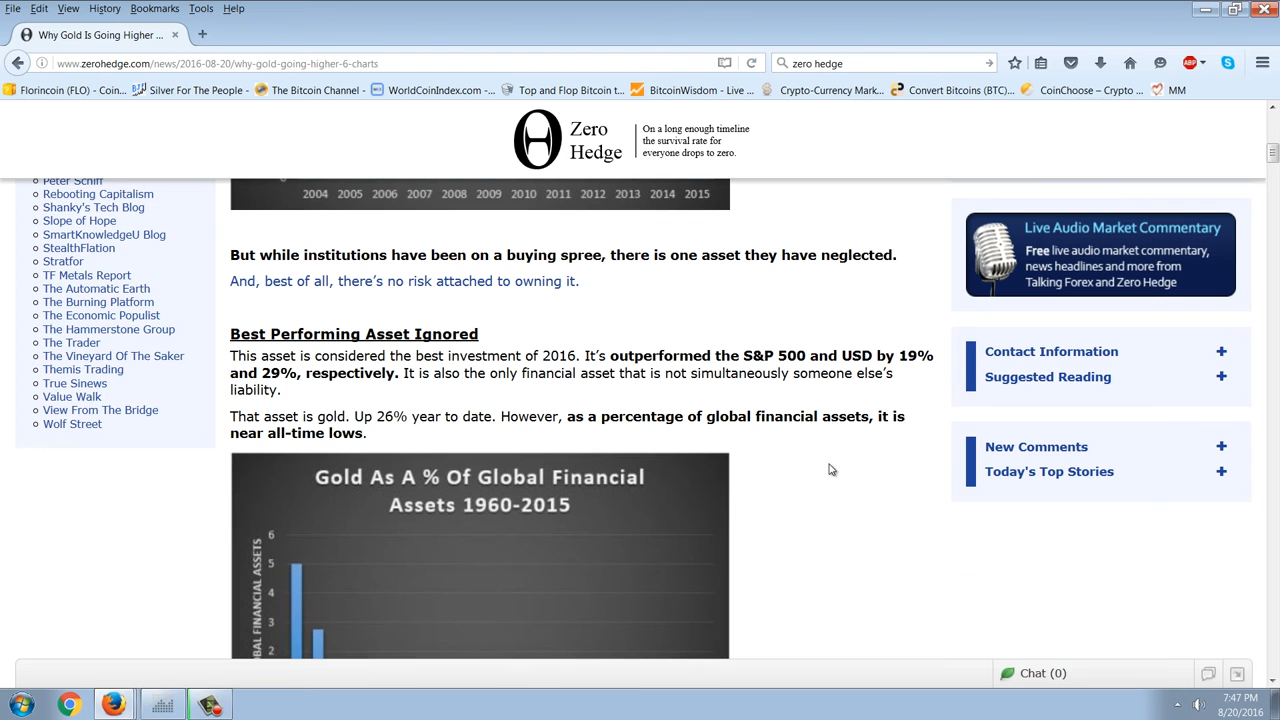 File Edit View History Bookmarks Tools Help
Why Gold Is Going Higher ...
www.zerohedge.com/news/2016-08-20/why-gold-going-higher-6-charts
zero hedge
ABP
Florincoin (FLO) - Coin...
Silver For The People - ...
The Bitcoin Channel - ...
WorldCoinIndex.com -...
Top and Flop Bitcoin t...
BitcoinWisdom - Live ...
Crypto-Currency Mark...
Convert Bitcoins (BTC)...
CoinChoose – Crypto ...
MM
Zero
Hedge
On a long enough timeline
the survival rate for
everyone drops to zero.
Peter Schiff
Rebooting Capitalism
Shanky's Tech Blog
Slope of Hope
SmartKnowledgeU Blog
StealthFlation
Stratfor
TF Metals Report
The Automatic Earth
The Burning Platform
The Economic Populist
The Hammerstone Group
The Trader
The Vineyard Of The Saker
Themis Trading
True Sinews
Value Walk
View From The Bridge
Wolf Street
2004 2005 2006 2007 2008 2009 2010 2011 2012 2013 2014 2015
But while institutions have been on a buying spree, there is one asset they have neglected.
And, best of all, there's no risk attached to owning it.
Best Performing Asset Ignored
This asset is considered the best investment of 2016. It's outperformed the S&P 500 and USD by 19%
and 29%, respectively. It is also the only financial asset that is not simultaneously someone else's
liability.
That asset is gold. Up 26% year to date. However, as a percentage of global financial assets, it is
near all-time lows.
Gold As A % Of Global Financial
Assets 1960-2015
6
5
4
3
2
Live Audio Market Commentary
Free live audio market commentary,
news headlines and more from
Talking Forex and Zero Hedge
Contact Information +
Suggested Reading +
New Comments +
Today's Top Stories +
Chat (0)
7:47 PM
8/20/2016